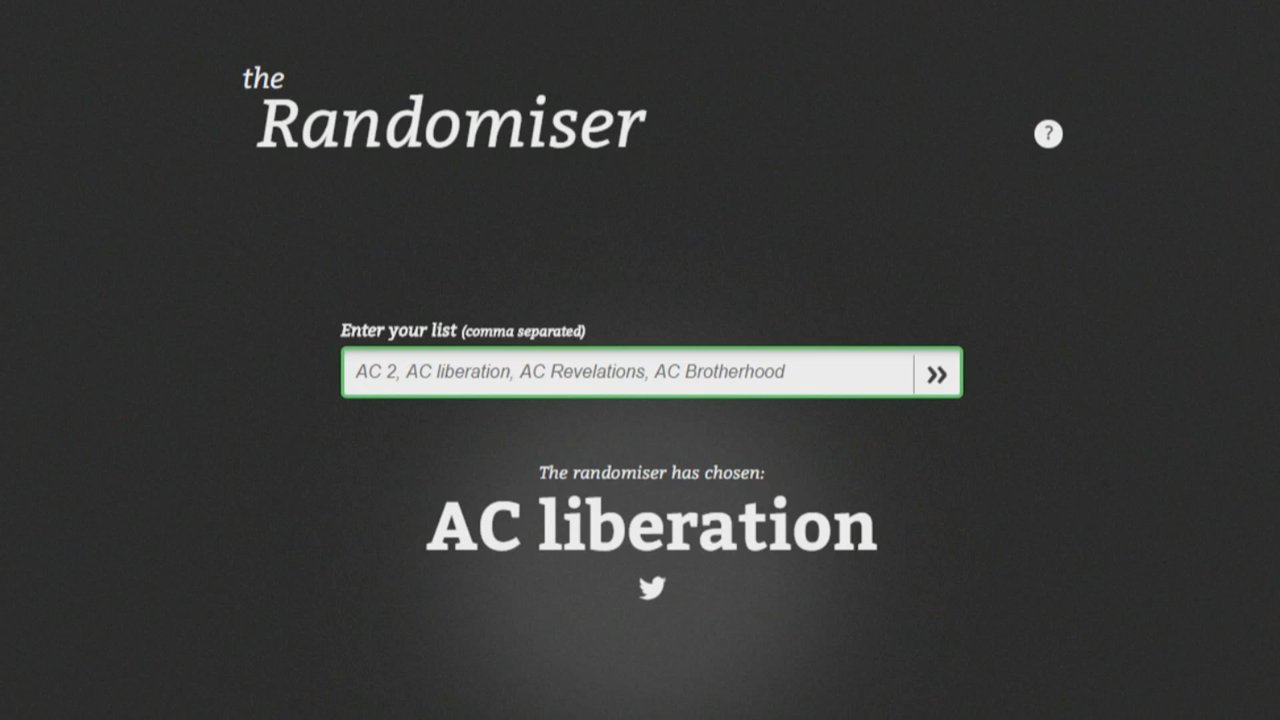 the
Randomiser
?
Enter your list (comma separated)
AC 2, AC liberation, AC Revelations, AC Brotherhood
The randomiser has chosen:
AC liberation